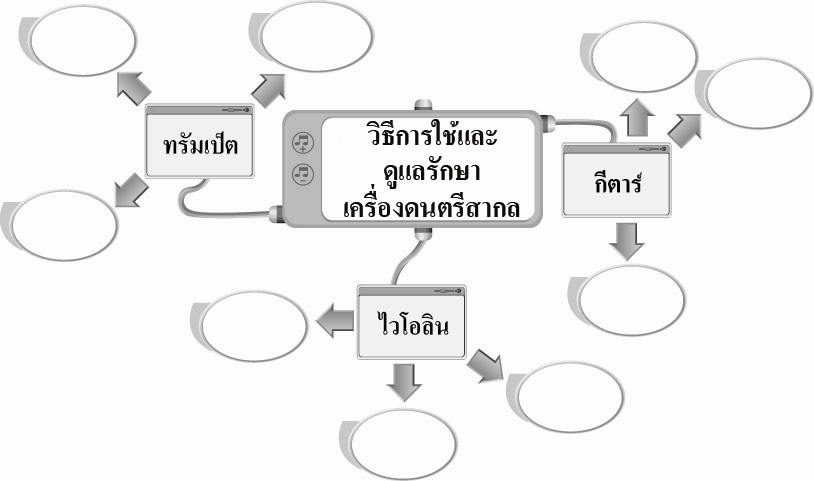 วิธีการใช้และ
ดูแลรักษา
เครื่องดนตรีสากล
ทรัมเป็ต
กีตาร์
ไวโอลิน